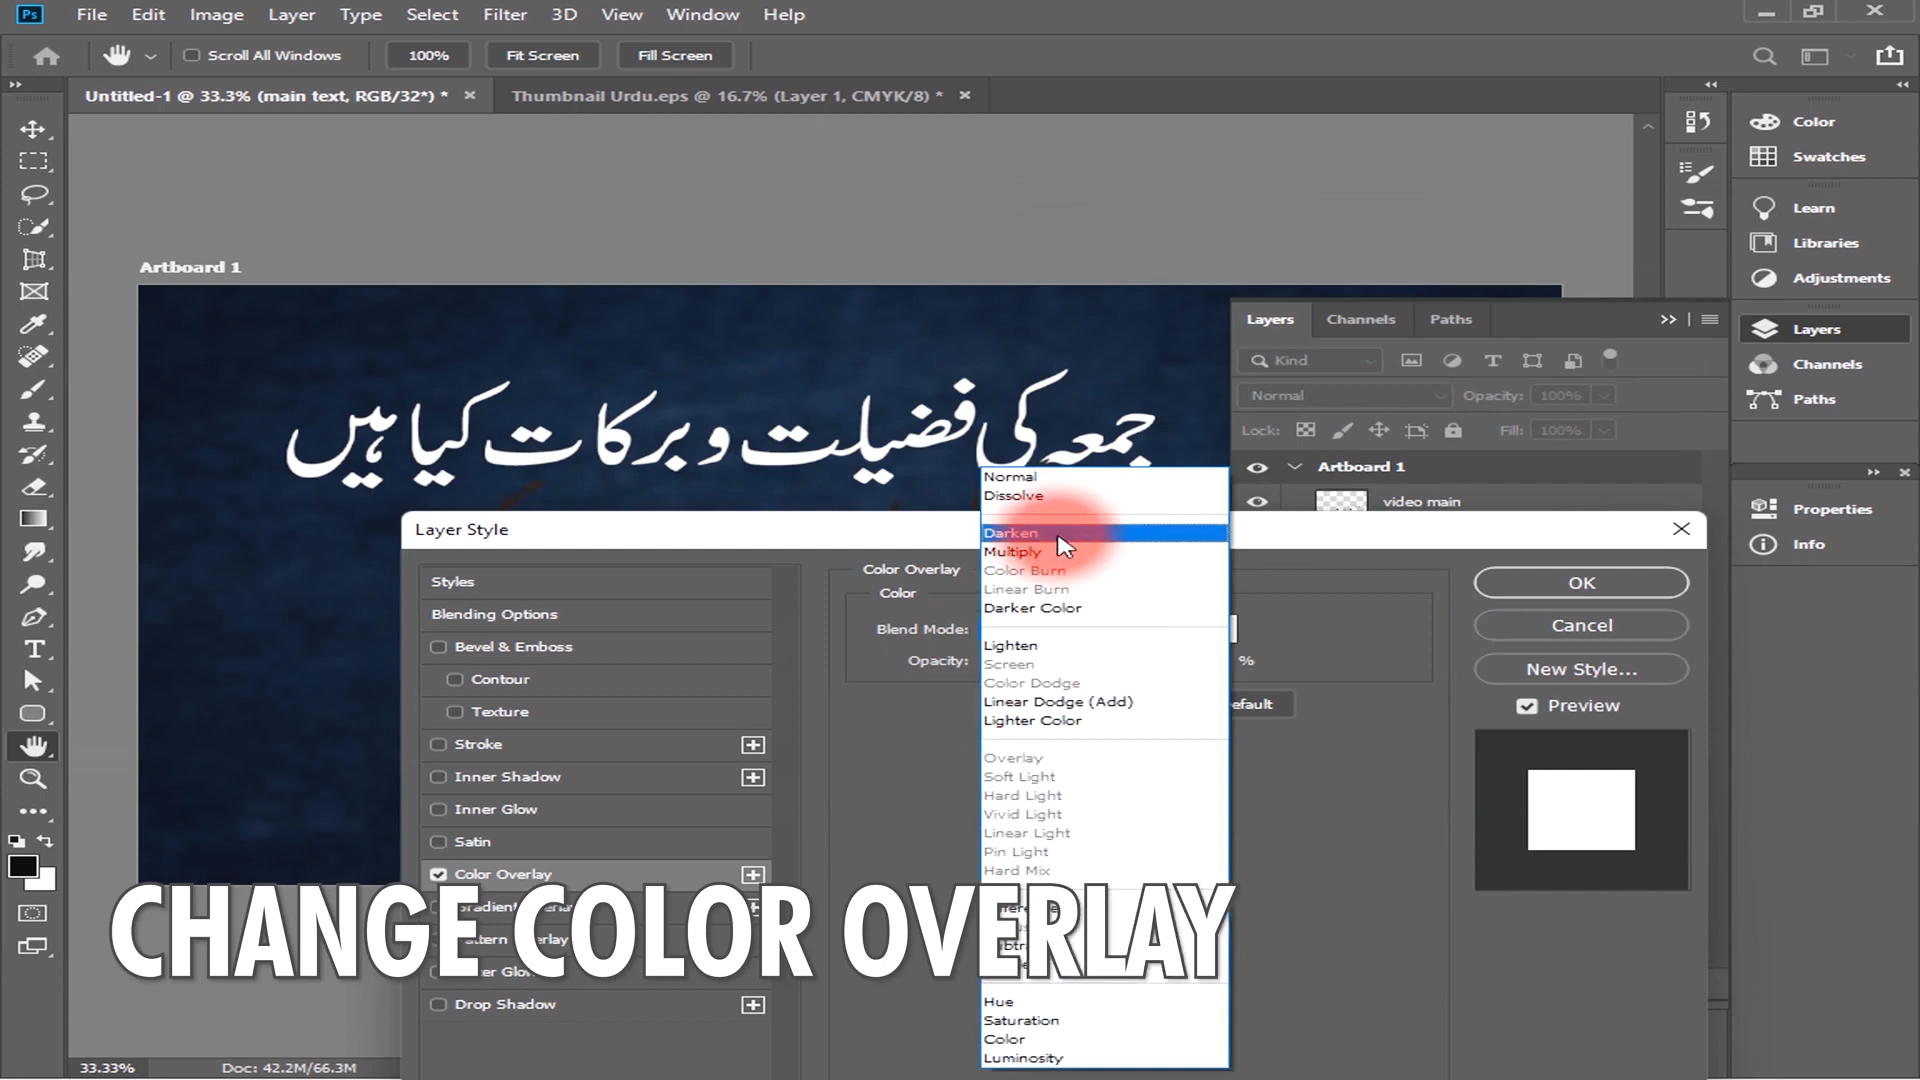 Ps File Edit Image Layer Type Select Filter 3D View Window Help
Scroll All Windows 100% Fit Screen Fill Screen
Untitled-1 @ 33.3% (main text, RGB/32*) * × Thumbnail Urdu.eps @ 16.7% (Layer 1, CMYK/8) * ×
Artboard 1
جمعہ کی فضیلت و برکات کیا ہیں
Color
Swatches
Learn
Libraries
Adjustments
Layers
Channels
Paths
Properties
Info
Layers Channels Paths
Kind
Normal Opacity: 100%
Lock: Fill: 100%
Artboard 1
video main
Layer Style
Styles
Blending Options
Bevel & Emboss
Contour
Texture
Stroke
Inner Shadow
Inner Glow
Satin
Color Overlay
Drop Shadow
Color Overlay
Color
Blend Mode:
Opacity: %
Normal
Dissolve
Darken
Multiply
Color Burn
Linear Burn
Darker Color
Lighten
Screen
Color Dodge
Linear Dodge (Add)
Lighter Color
Overlay
Soft Light
Hard Light
Vivid Light
Linear Light
Pin Light
Hard Mix
Hue
Saturation
Color
Luminosity
OK
Cancel
New Style...
Preview
CHANGE COLOR OVERLAY
33.33% Doc: 42.2M/66.3M